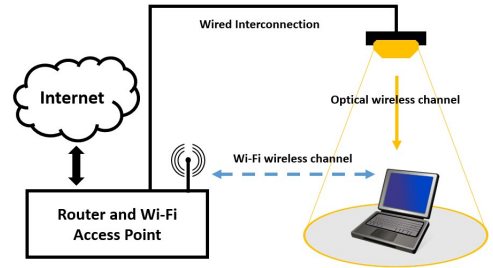 Wired Interconnection
Internet
Optical wireless channel
Wi-Fi wireless channel
Router and Wi-Fi
Access Point